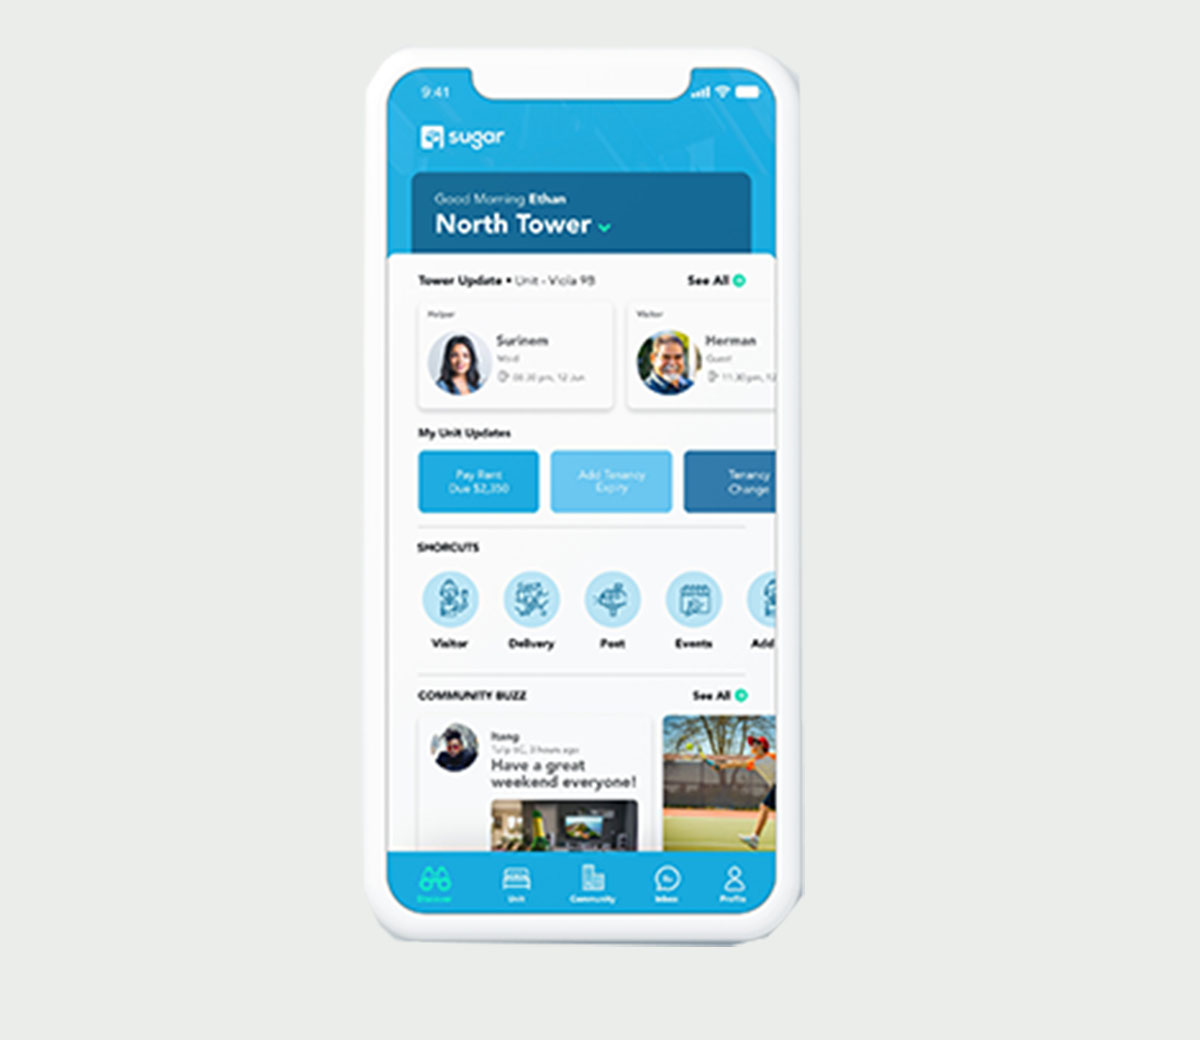 9:41
sugar
Good Morning Ethan
North Tower
Tower Update • Unit - Viola 9B
See All
Helper
Visitor
Surinem
Maid
08:30 pm, 12 Jun
Herman
Guest
11:30 pm, 12
My Unit Updates
Pay Rent
Due $2,350
Add Tenancy
Expiry
Tenancy
Change
SHORCUTS
Visitor
Delivery
Post
Events
Add
COMMUNITY BUZZ
See All
Itang
Tulip 6C, 3 hours ago
Have a great
weekend everyone!
Discover
Unit
Community
Inbox
Profile